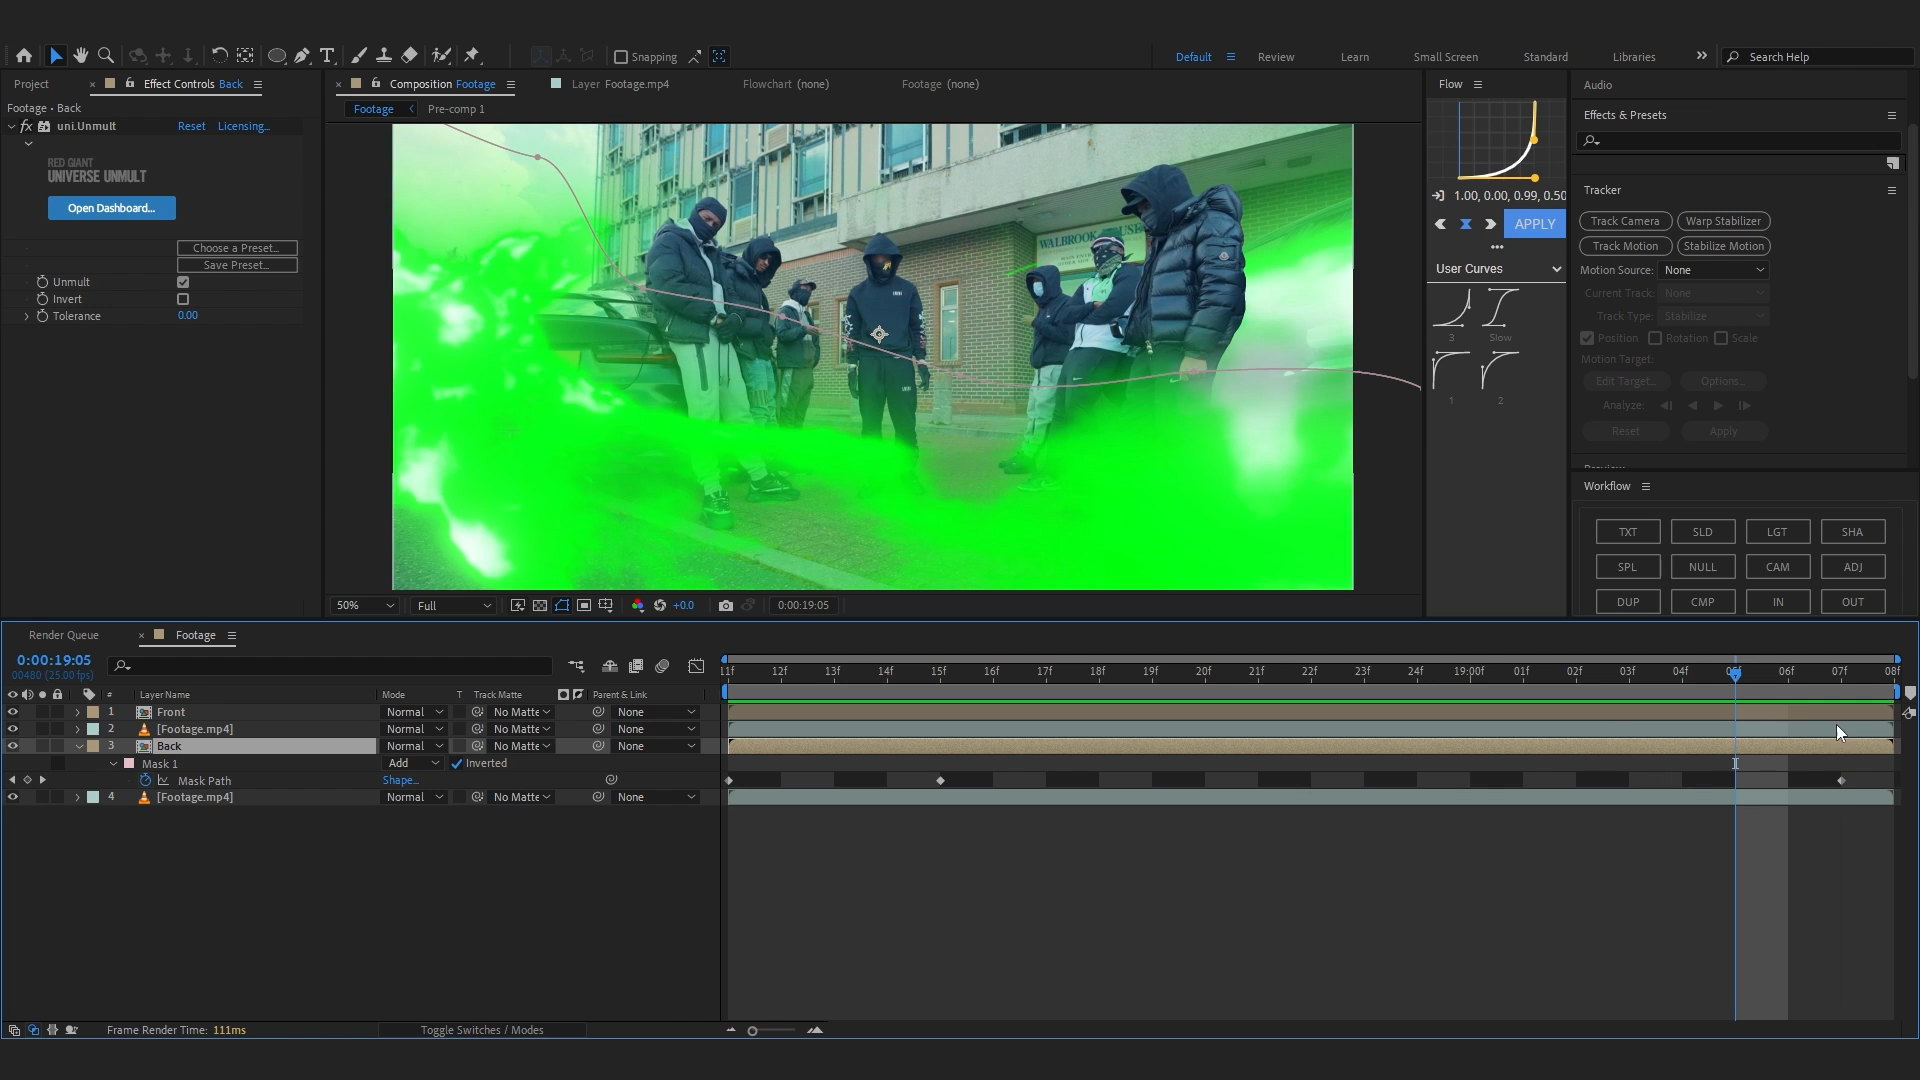 Snapping
Default
Review
Learn
Small Screen
Standard
Libraries
Search Help
Project
Effect Controls Back
Composition Footage
Layer Footage.mp4
Flowchart (none)
Footage (none)
Flow
Audio
Footage • Back
Footage
Pre-comp 1
Effects & Presets
fx uni.Unmult
Reset
Licensing...
RED GIANT
UNIVERSE UNMULT
Open Dashboard...
Choose a Preset...
Save Preset...
Unmult
Invert
Tolerance
0.00
WALBROOK
1.00, 0.00, 0.99, 0.50
APPLY
User Curves
3
Slow
1
2
Tracker
Track Camera
Warp Stabilizer
Track Motion
Stabilize Motion
Motion Source: None
Current Track: None
Track Type: Stabilize
Position
Rotation
Scale
Motion Target:
Edit Target...
Options...
Analyze:
Reset
Apply
Workflow
TXT
SLD
LGT
SHA
SPL
NULL
CAM
ADJ
DUP
CMP
IN
OUT
50%
Full
+0.0
0:00:19:05
Render Queue
Footage
0:00:19:05
00480 (25.00 fps)
11f 12f 13f 14f 15f 16f 17f 18f 19f 20f 21f 22f 23f 24f 19:00f 01f 02f 03f 04f 05f 06f 07f 08f
# Layer Name Mode T Track Matte Parent & Link
1 Front Normal No Matte None
2 [Footage.mp4] Normal No Matte None
3 Back Normal No Matte None
Mask 1 Add Inverted
Mask Path Shape...
4 [Footage.mp4] Normal No Matte None
Frame Render Time: 111ms
Toggle Switches / Modes